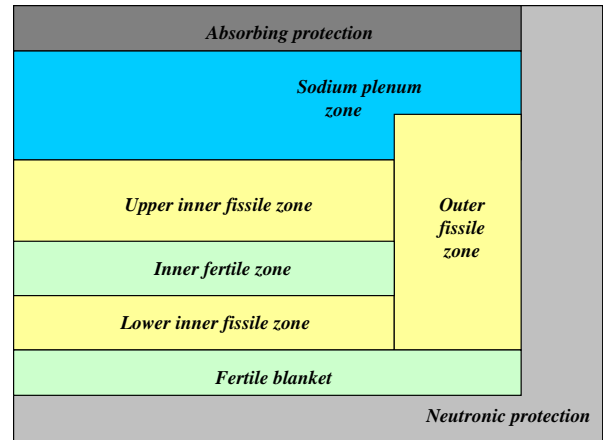 Absorbing protection
Sodium plenum
zone
Upper inner fissile zone
Outer
fissile
zone
Inner fertile zone
Lower inner fissile zone
Fertile blanket
Neutronic protection